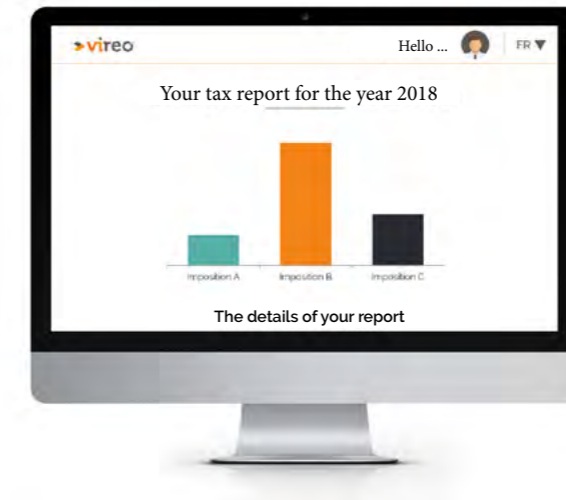 vireo
Hello ...
FR ▼
Your tax report for the year 2018
Imposition A
Imposition B
Imposition C
The details of your report